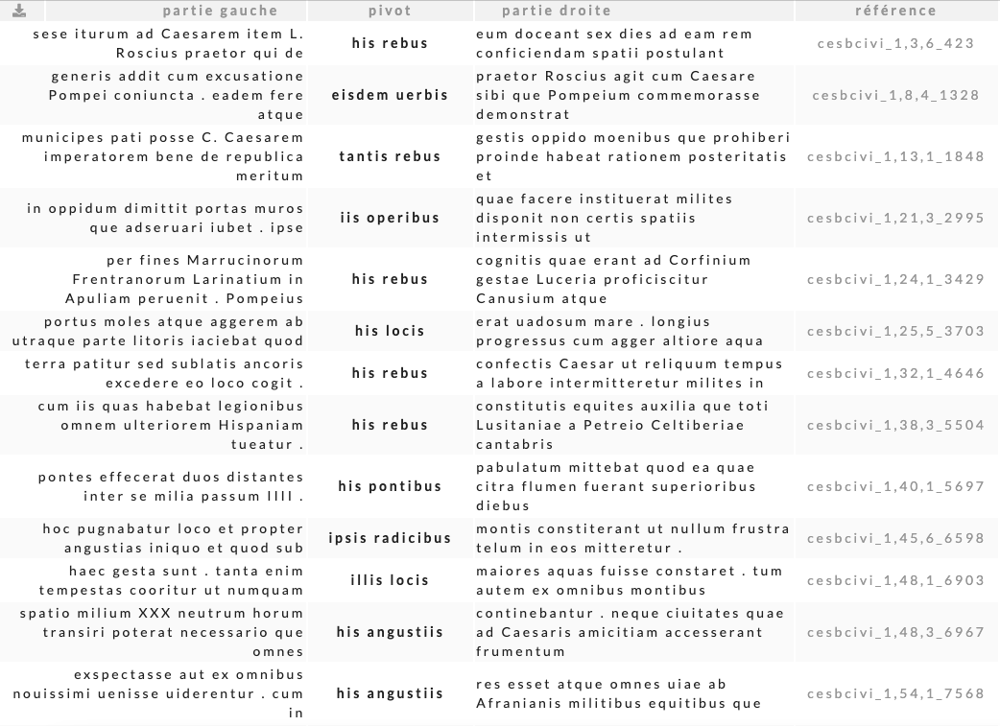 partie gauche pivot partie droite référence
sese iturum ad Caesarem item L.
Roscius praetor qui de
his rebus
eum doceant sex dies ad eam rem
conficiendam spatii postulant
cesbcivi_1,3,6_423
generis addit cum excusatione
Pompei coniuncta . eadem fere
atque
eisdem uerbis
praetor Roscius agit cum Caesare
sibi que Pompeium commemorasse
demonstrat
cesbcivi_1,8,4_1328
municipes pati posse C. Caesarem
imperatorem bene de republica
meritum
tantis rebus
gestis oppido moenibus que prohiberi
proinde habeat rationem posteritatis
et
cesbcivi_1,13,1_1848
in oppidum dimittit portas muros
que adseruari iubet . ipse
iis operibus
quae facere instituerat milites
disponit non certis spatiis
intermissis ut
cesbcivi_1,21,3_2995
per fines Marrucinorum
Frentranorum Larinatium in
Apuliam peruenit . Pompeius
his rebus
cognitis quae erant ad Corfinium
gestae Luceria proficiscitur
Canusium atque
cesbcivi_1,24,1_3429
portus moles atque aggerem ab
utraque parte litoris iaciebat quod
his locis
erat uadosum mare . longius
progressus cum agger altiore aqua
cesbcivi_1,25,5_3703
terra patitur sed sublatis ancoris
excedere eo loco cogit .
his rebus
confectis Caesar ut reliquum tempus
a labore intermitteretur milites in
cesbcivi_1,32,1_4646
cum iis quas habebat legionibus
omnem ulteriorem Hispaniam
tueatur .
his rebus
constitutis equites auxilia que toti
Lusitaniae a Petreio Celtiberiae
cantabris
cesbcivi_1,38,3_5504
pontes effecerat duos distantes
inter se milia passum IIII .
his pontibus
pabulatum mittebat quod ea quae
citra flumen fuerant superioribus
diebus
cesbcivi_1,40,1_5697
hoc pugnabatur loco et propter
angustias iniquo et quod sub
ipsis radicibus
montis constiterant ut nullum frustra
telum in eos mitteretur .
cesbcivi_1,45,6_6598
haec gesta sunt . tanta enim
tempestas cooritur ut numquam
illis locis
maiores aquas fuisse constaret . tum
autem ex omnibus montibus
cesbcivi_1,48,1_6903
spatio milium XXX neutrum horum
transiri poterat necessario que
omnes
his angustiis
continebantur . neque ciuitates quae
ad Caesaris amicitiam accesserant
frumentum
cesbcivi_1,48,3_6967
exspectasse aut ex omnibus
nouissimi uenisse uiderentur . cum
in
his angustiis
res esset atque omnes uiae ab
Afranianis militibus equitibus que
cesbcivi_1,54,1_7568